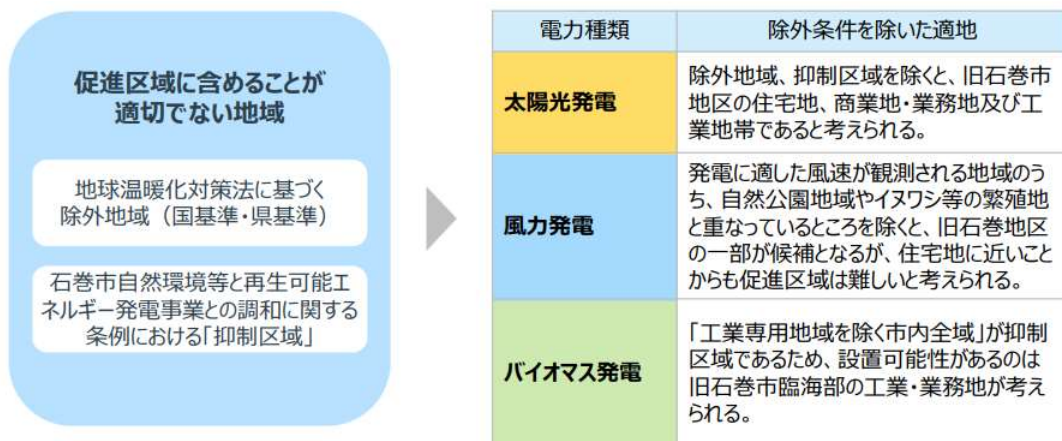 促進区域に含めることが
適切でない地域
地球温暖化対策法に基づく
除外地域（国基準・県基準）
石巻市自然環境等と再生可能エ
ネルギー発電事業との調和に関する
条例における「抑制区域」
電力種類
除外条件を除いた適地
太陽光発電
除外地域、抑制区域を除くと、旧石巻市
地区の住宅地、商業地・業務地及び工
業地帯であると考えられる。
風力発電
発電に適した風速が観測される地域のう
ち、自然公園地域やイヌワシ等の繁殖地
と重なっているところを除くと、旧石巻地区
の一部が候補となるが、住宅地に近いこと
からも促進区域は難しいと考えられる。
バイオマス発電
「工業専用地域を除く市内全域」が抑制
区域であるため、設置可能性があるのは
旧石巻市臨海部の工業・業務地が考え
られる。